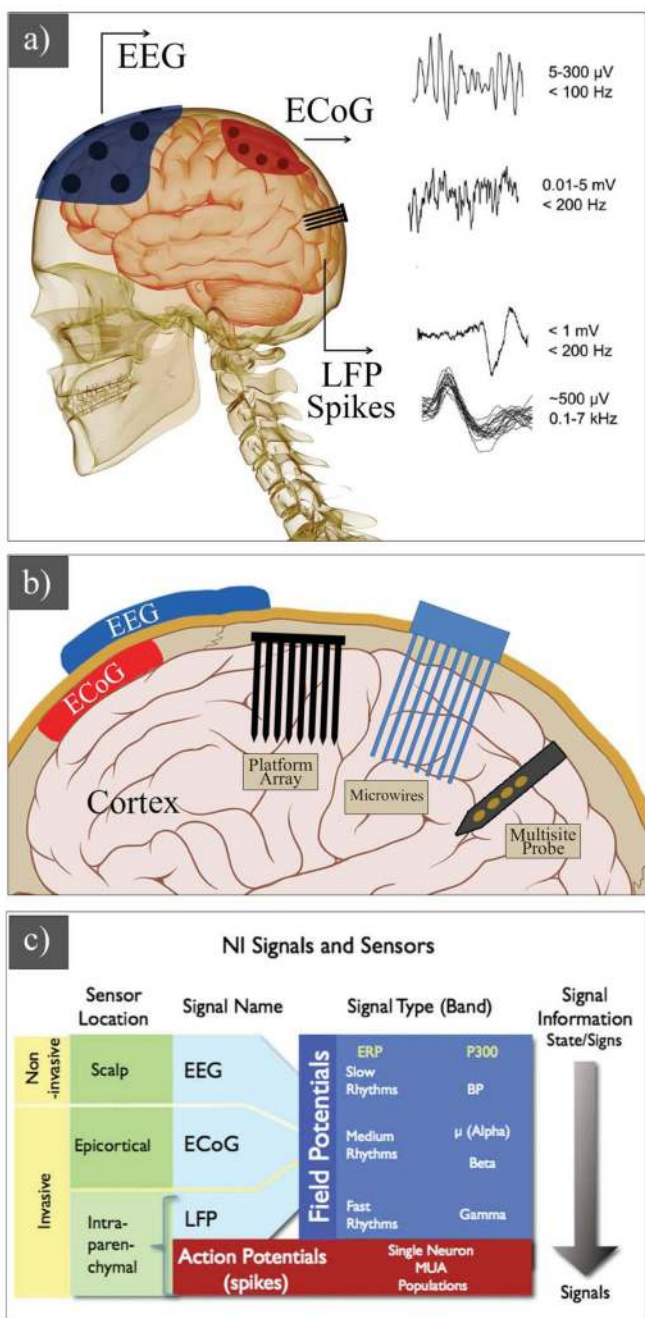 a)
EEG
ECoG
LFP
Spikes
5-300 µV
< 100 Hz
0.01-5 mV
< 200 Hz
< 1 mV
< 200 Hz
~500 µV
0.1-7 kHz
b)
EEG
ECoG
Cortex
Platform
Array
Microwires
Multisite
Probe
c)
NI Signals and Sensors
Sensor
Location
Signal Name
Signal Type (Band)
Signal
Information
State/Signs
Non
-invasive
Scalp
EEG
Field Potentials
ERP
P300
Slow
Rhythms
BP
Invasive
Epicortical
ECoG
Medium
Rhythms
µ (Alpha)
Beta
Intra-
paren-
chymal
LFP
Fast
Rhythms
Gamma
Action Potentials
(spikes)
Single Neuron
MUA
Populations
Signals